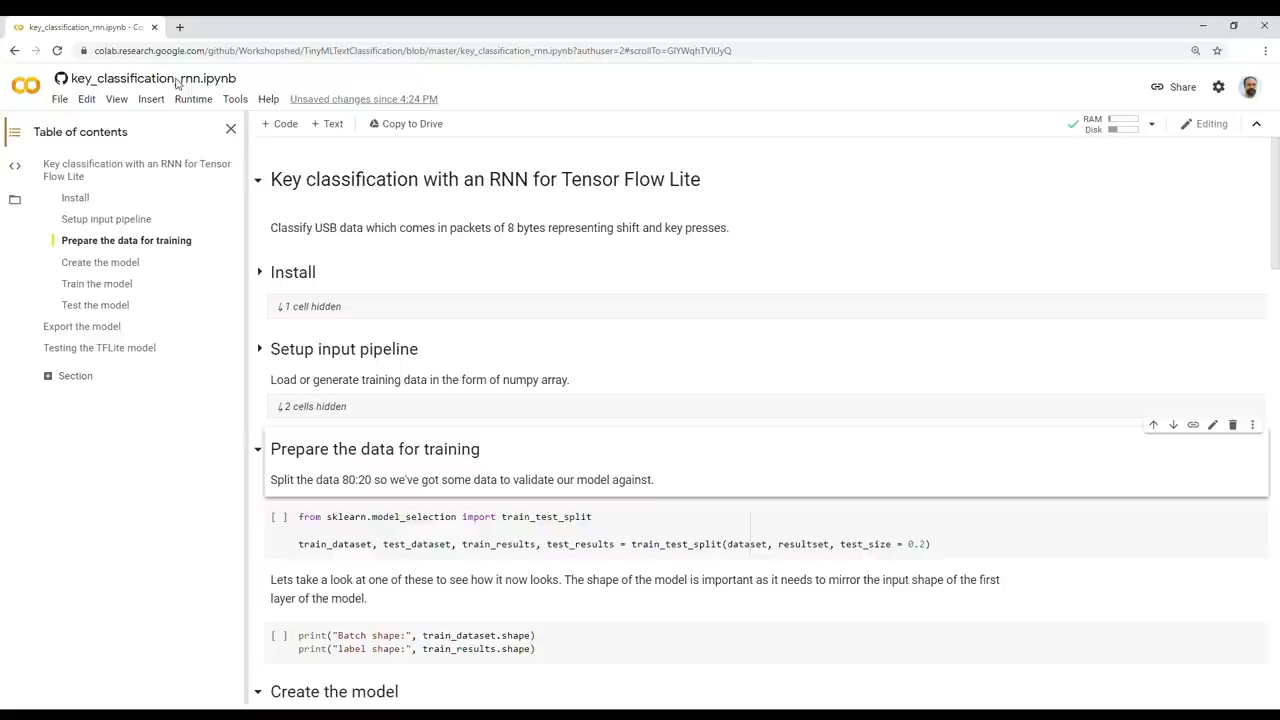 key_classification_rnn.ipynb - Co
colab.research.google.com/github/Workshopshed/TinyMLTextClassification/blob/master/key_classification_rnn.ipynb?authuser=2#scrollTo=GIYWqhTVlUyQ
key_classification_rnn.ipynb
File Edit View Insert Runtime Tools Help Unsaved changes since 4:24 PM
Share
Table of contents
+ Code + Text Copy to Drive
RAM
Disk
Editing
Key classification with an RNN for Tensor
Flow Lite
Install
Setup input pipeline
Prepare the data for training
Create the model
Train the model
Test the model
Export the model
Testing the TFLite model
Section
Key classification with an RNN for Tensor Flow Lite
Classify USB data which comes in packets of 8 bytes representing shift and key presses.
Install
1 cell hidden
Setup input pipeline
Load or generate training data in the form of numpy array.
2 cells hidden
Prepare the data for training
Split the data 80:20 so we've got some data to validate our model against.
[ ] from sklearn.model_selection import train_test_split
train_dataset, test_dataset, train_results, test_results = train_test_split(dataset, resultset, test_size = 0.2)
Lets take a look at one of these to see how it now looks. The shape of the model is important as it needs to mirror the input shape of the first
layer of the model.
[ ] print("Batch shape:", train_dataset.shape)
print("label shape:", train_results.shape)
Create the model